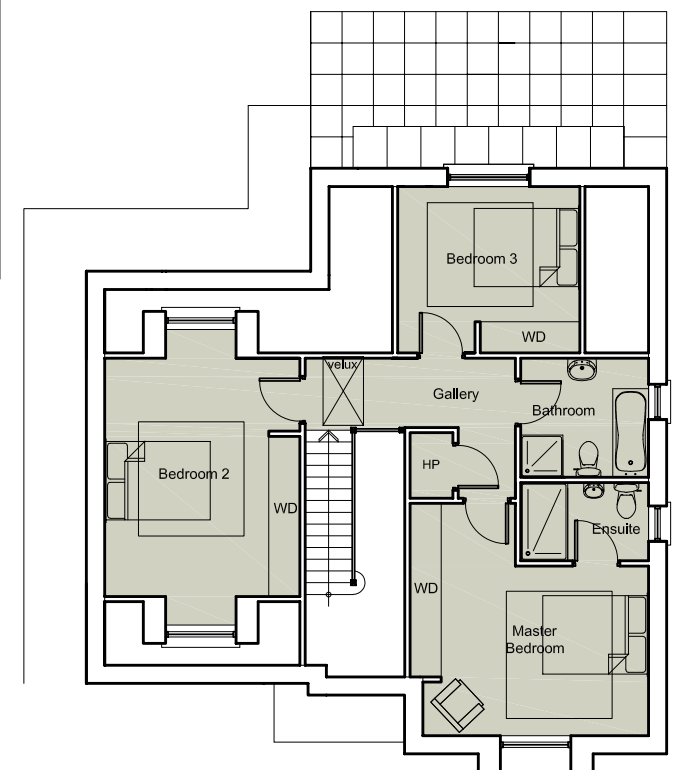 Bedroom 3
WD
velux
Gallery
Bathroom
HP
Bedroom 2
WD
Ensuite
WD
Master
Bedroom